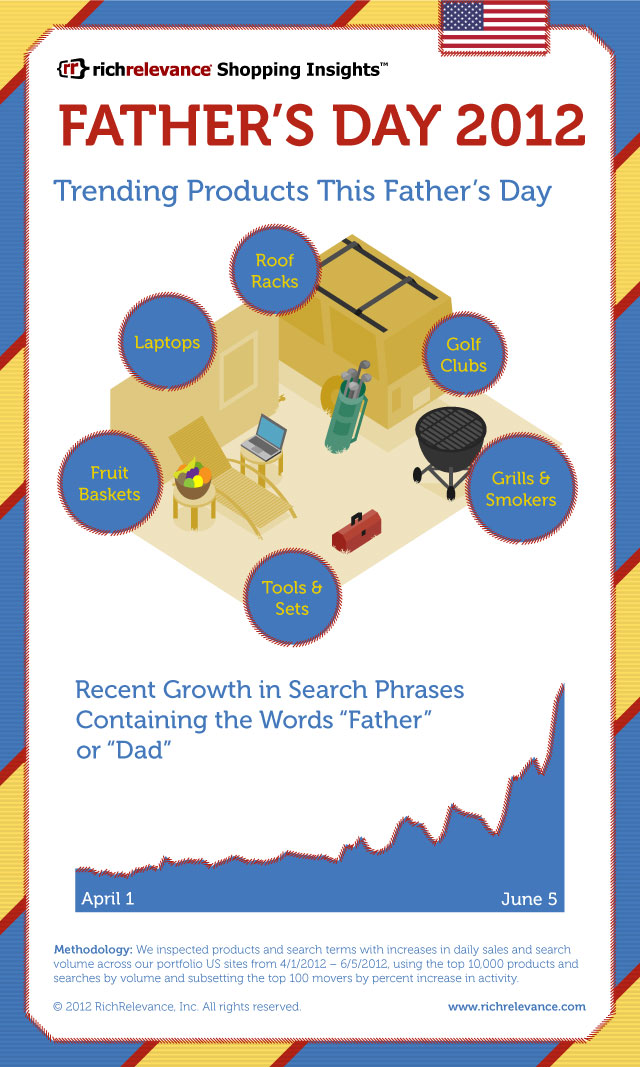 {rr} richrelevance® Shopping Insights™
FATHER'S DAY 2012
Trending Products This Father's Day
Roof
Racks
Laptops
Golf
Clubs
Fruit
Baskets
Grills &
Smokers
Tools &
Sets
Recent Growth in Search Phrases
Containing the Words “Father”
or “Dad”
April 1
June 5
Methodology: We inspected products and search terms with increases in daily sales and search
volume across our portfolio US sites from 4/1/2012 – 6/5/2012, using the top 10,000 products and
searches by volume and subsetting the top 100 movers by percent increase in activity.
© 2012 RichRelevance, Inc. All rights reserved.
www.richrelevance.com